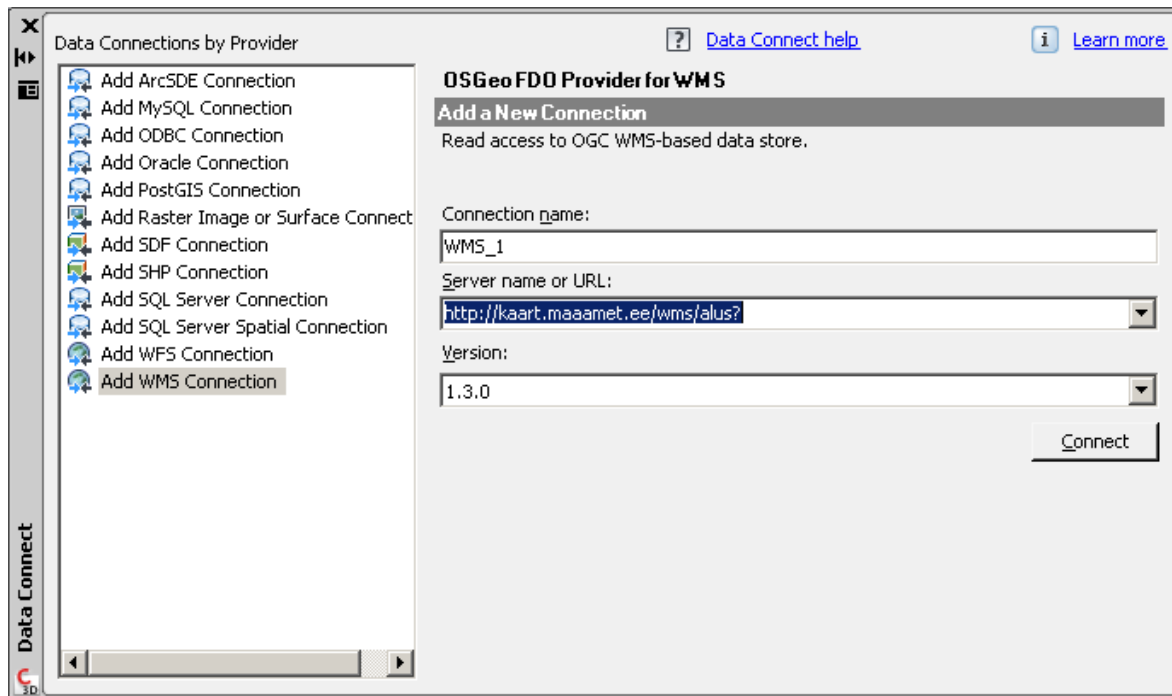 Data Connections by Provider
? Data Connect help
i Learn more
Add ArcSDE Connection
Add MySQL Connection
Add ODBC Connection
Add Oracle Connection
Add PostGIS Connection
Add Raster Image or Surface Connect
Add SDF Connection
Add SHP Connection
Add SQL Server Connection
Add SQL Server Spatial Connection
Add WFS Connection
Add WMS Connection
OSGeo FDO Provider for WMS
Add a New Connection
Read access to OGC WMS-based data store.
Connection name:
WMS_1
Server name or URL:
http://kaart.maaamet.ee/wms/alus?
Version:
1.3.0
Connect
Data Connect
C3D